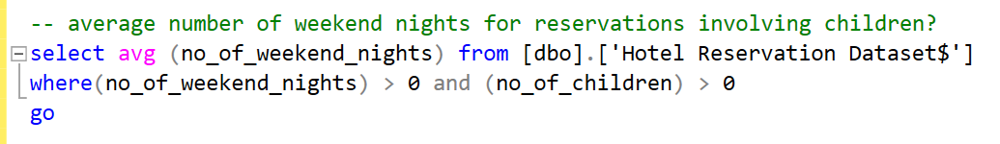 -- average number of weekend nights for reservations involving children?
select avg (no_of_weekend_nights) from [dbo].['Hotel Reservation Dataset$']
where(no_of_weekend_nights) > 0 and (no_of_children) > 0
go